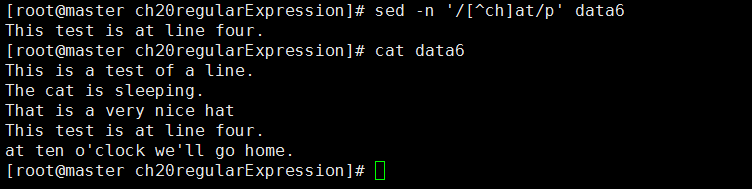 [root@master ch20regularExpression]# sed -n '/[^ch]at/p' data6
This test is at line four.
[root@master ch20regularExpression]# cat data6
This is a test of a line.
The cat is sleeping.
That is a very nice hat
This test is at line four.
at ten o'clock we'll go home.
[root@master ch20regularExpression]#